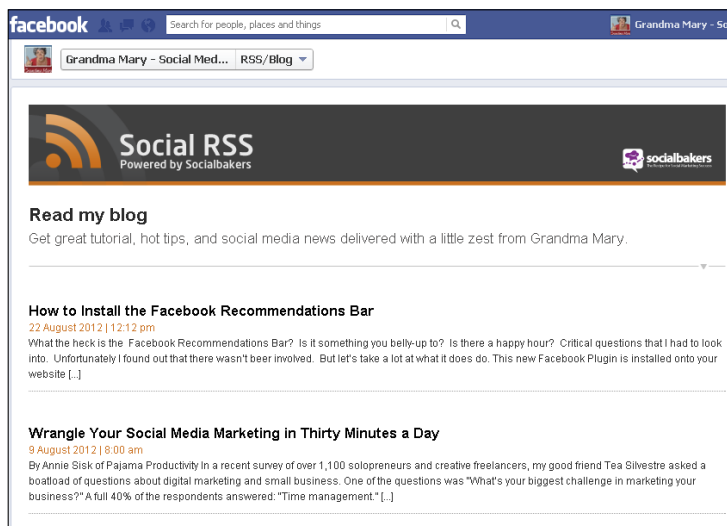 facebook Search for people, places and things Grandma Mary - So
Grandma Mary - Social Med... RSS/Blog
Social RSS
Powered by Socialbakers
socialbakers
Read my blog
Get great tutorial, hot tips, and social media news delivered with a little zest from Grandma Mary.
How to Install the Facebook Recommendations Bar
22 August 2012 | 12:12 pm
What the heck is the Facebook Recommendations Bar? Is it something you belly-up to? Is there a happy hour? Critical questions that I had to look
into. Unfortunately I found out that there wasn't beer involved. But let's take a lot at what it does do. This new Facebook Plugin is installed onto your
website [...]
Wrangle Your Social Media Marketing in Thirty Minutes a Day
9 August 2012 | 8:00 am
By Annie Sisk of Pajama Productivity In a recent survey of over 1,100 solopreneurs and creative freelancers, my good friend Tea Silvestre asked a
boatload of questions about digital marketing and small business. One of the questions was "What's your biggest challenge in marketing your
business?" A full 40% of the respondents answered: "Time management." [...]